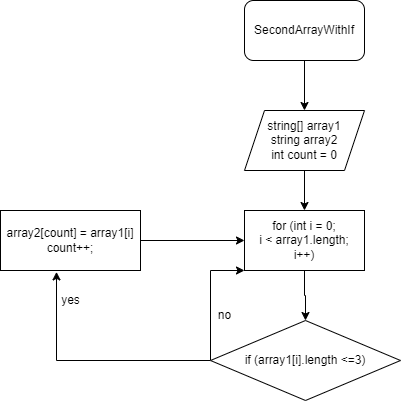 SecondArrayWithIf
string[] array1
string array2
int count = 0
for (int i = 0;
i < array1.length;
i++)
array2[count] = array1[i]
count++;
yes
no
if (array1[i].length <=3)